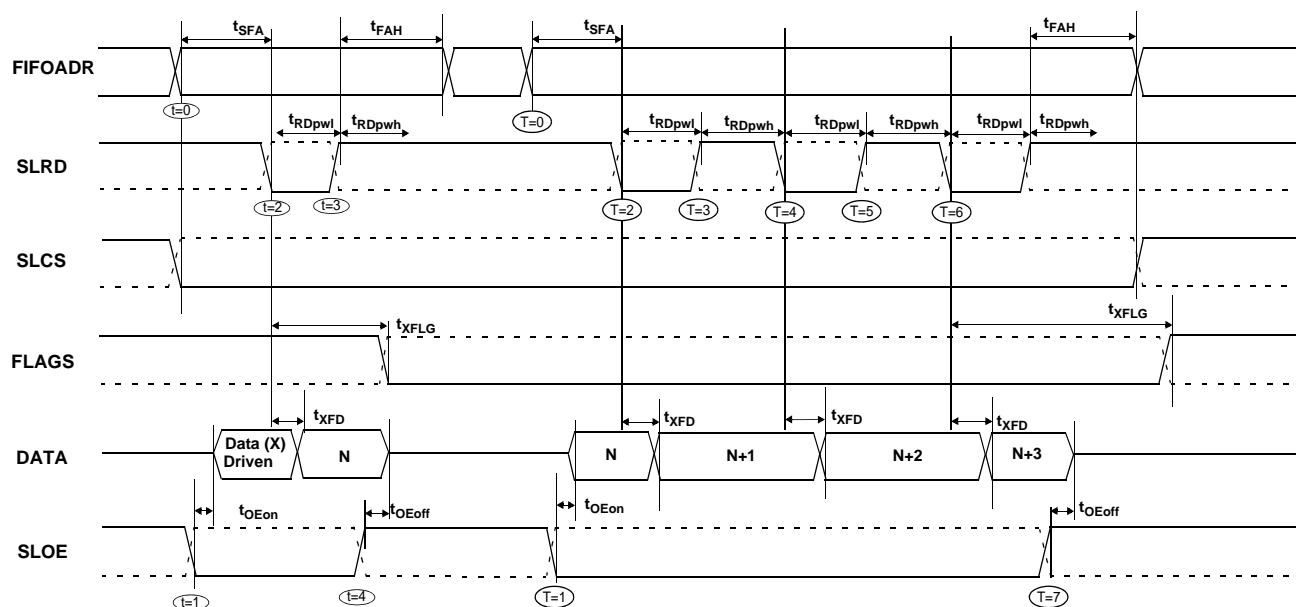 tSFA tFAH tSFA tFAH
FIFOADR
t=0 T=0
tRDpwl tRDpwh tRDpwl tRDpwh tRDpwl tRDpwh tRDpwl tRDpwh
SLRD
t=2 t=3 T=2 T=3 T=4 T=5 T=6
SLCS
tXFLG tXFLG
FLAGS
tXFD tXFD tXFD tXFD
DATA
Data (X)
Driven
N N N+1 N+2 N+3
tOEon tOEoff tOEon tOEoff
SLOE
t=1 t=4 T=1 T=7